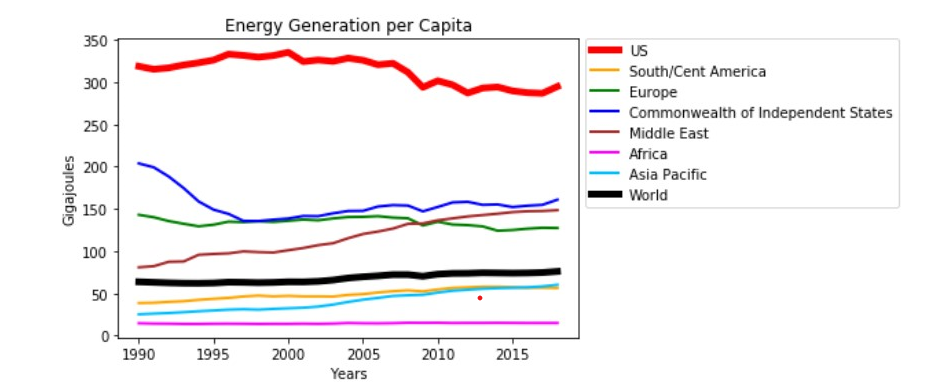 Energy Generation per Capita
350
300
250
200
150
100
50
0
Gigajoules
1990 1995 2000 2005 2010 2015
Years
US
South/Cent America
Europe
Commonwealth of Independent States
Middle East
Africa
Asia Pacific
World